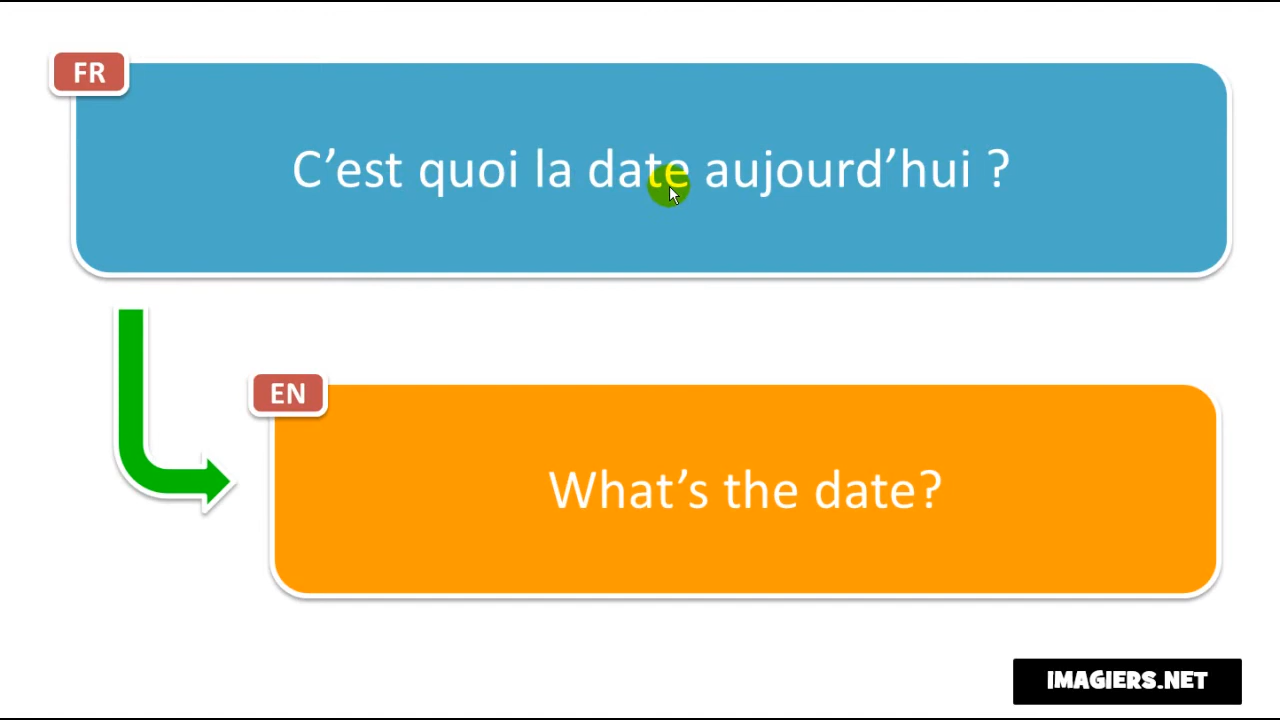 FR
C’est quoi la date aujourd’hui ?
EN
What’s the date?
IMAGIERS.NET